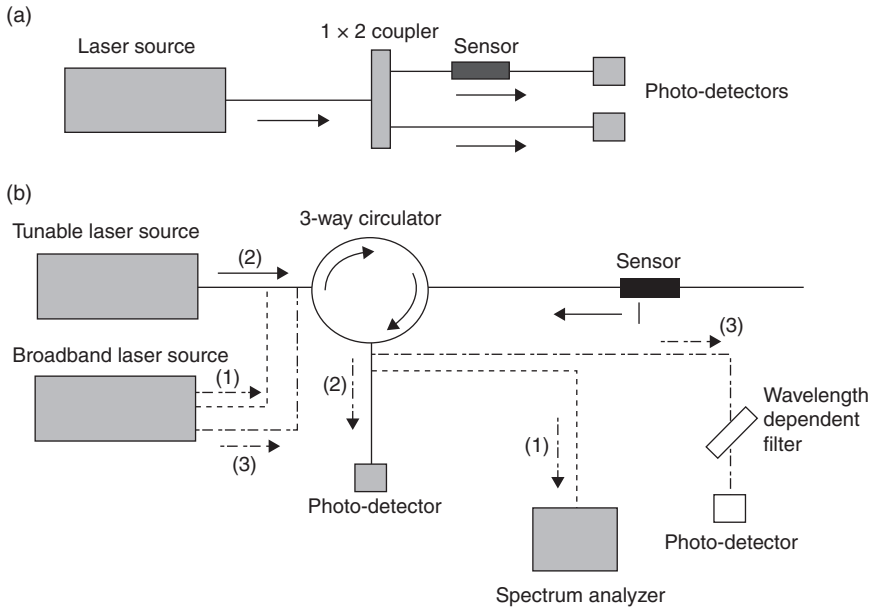 (a)
1 × 2 coupler
Laser source
Sensor
Photo-detectors
(b)
3-way circulator
Tunable laser source
(2)
Sensor
Broadband laser source
(1)
(2)
(3)
Wavelength
dependent
filter
(3)
(1)
Photo-detector
Photo-detector
Spectrum analyzer